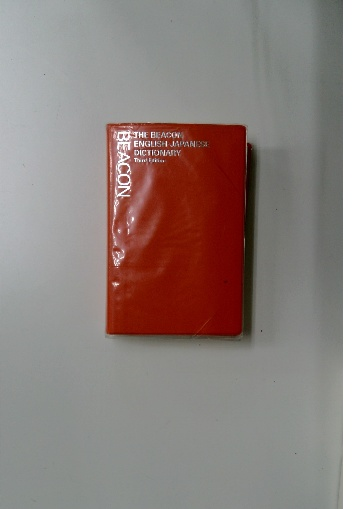 BEACON
THE BEACON
ENGLISH-JAPANESE
DICTIONARY
Third Edition